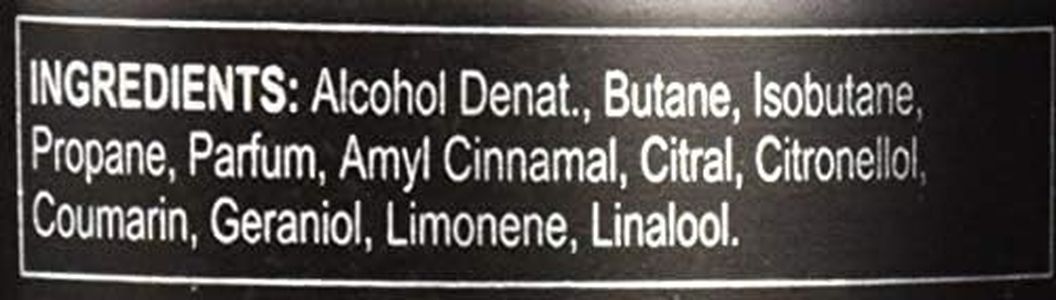 INGREDIENTS: Alcohol Denat., Butane, Isobutane,
Propane, Parfum, Amyl Cinnamal, Citral, Citronellol,
Coumarin, Geraniol, Limonene, Linalool.